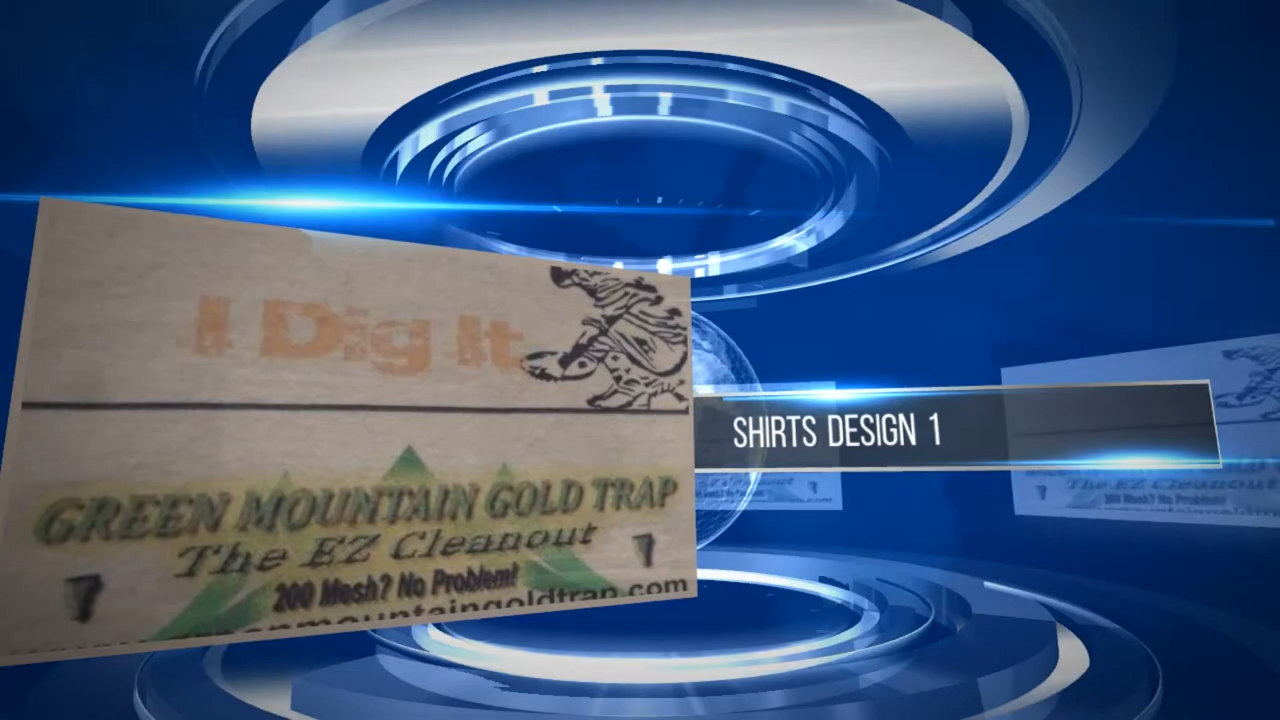 I Dig It
GREEN MOUNTAIN GOLD TRAP
The EZ Cleanout
200 Mesh? No Problem!
SHIRTS DESIGN 1